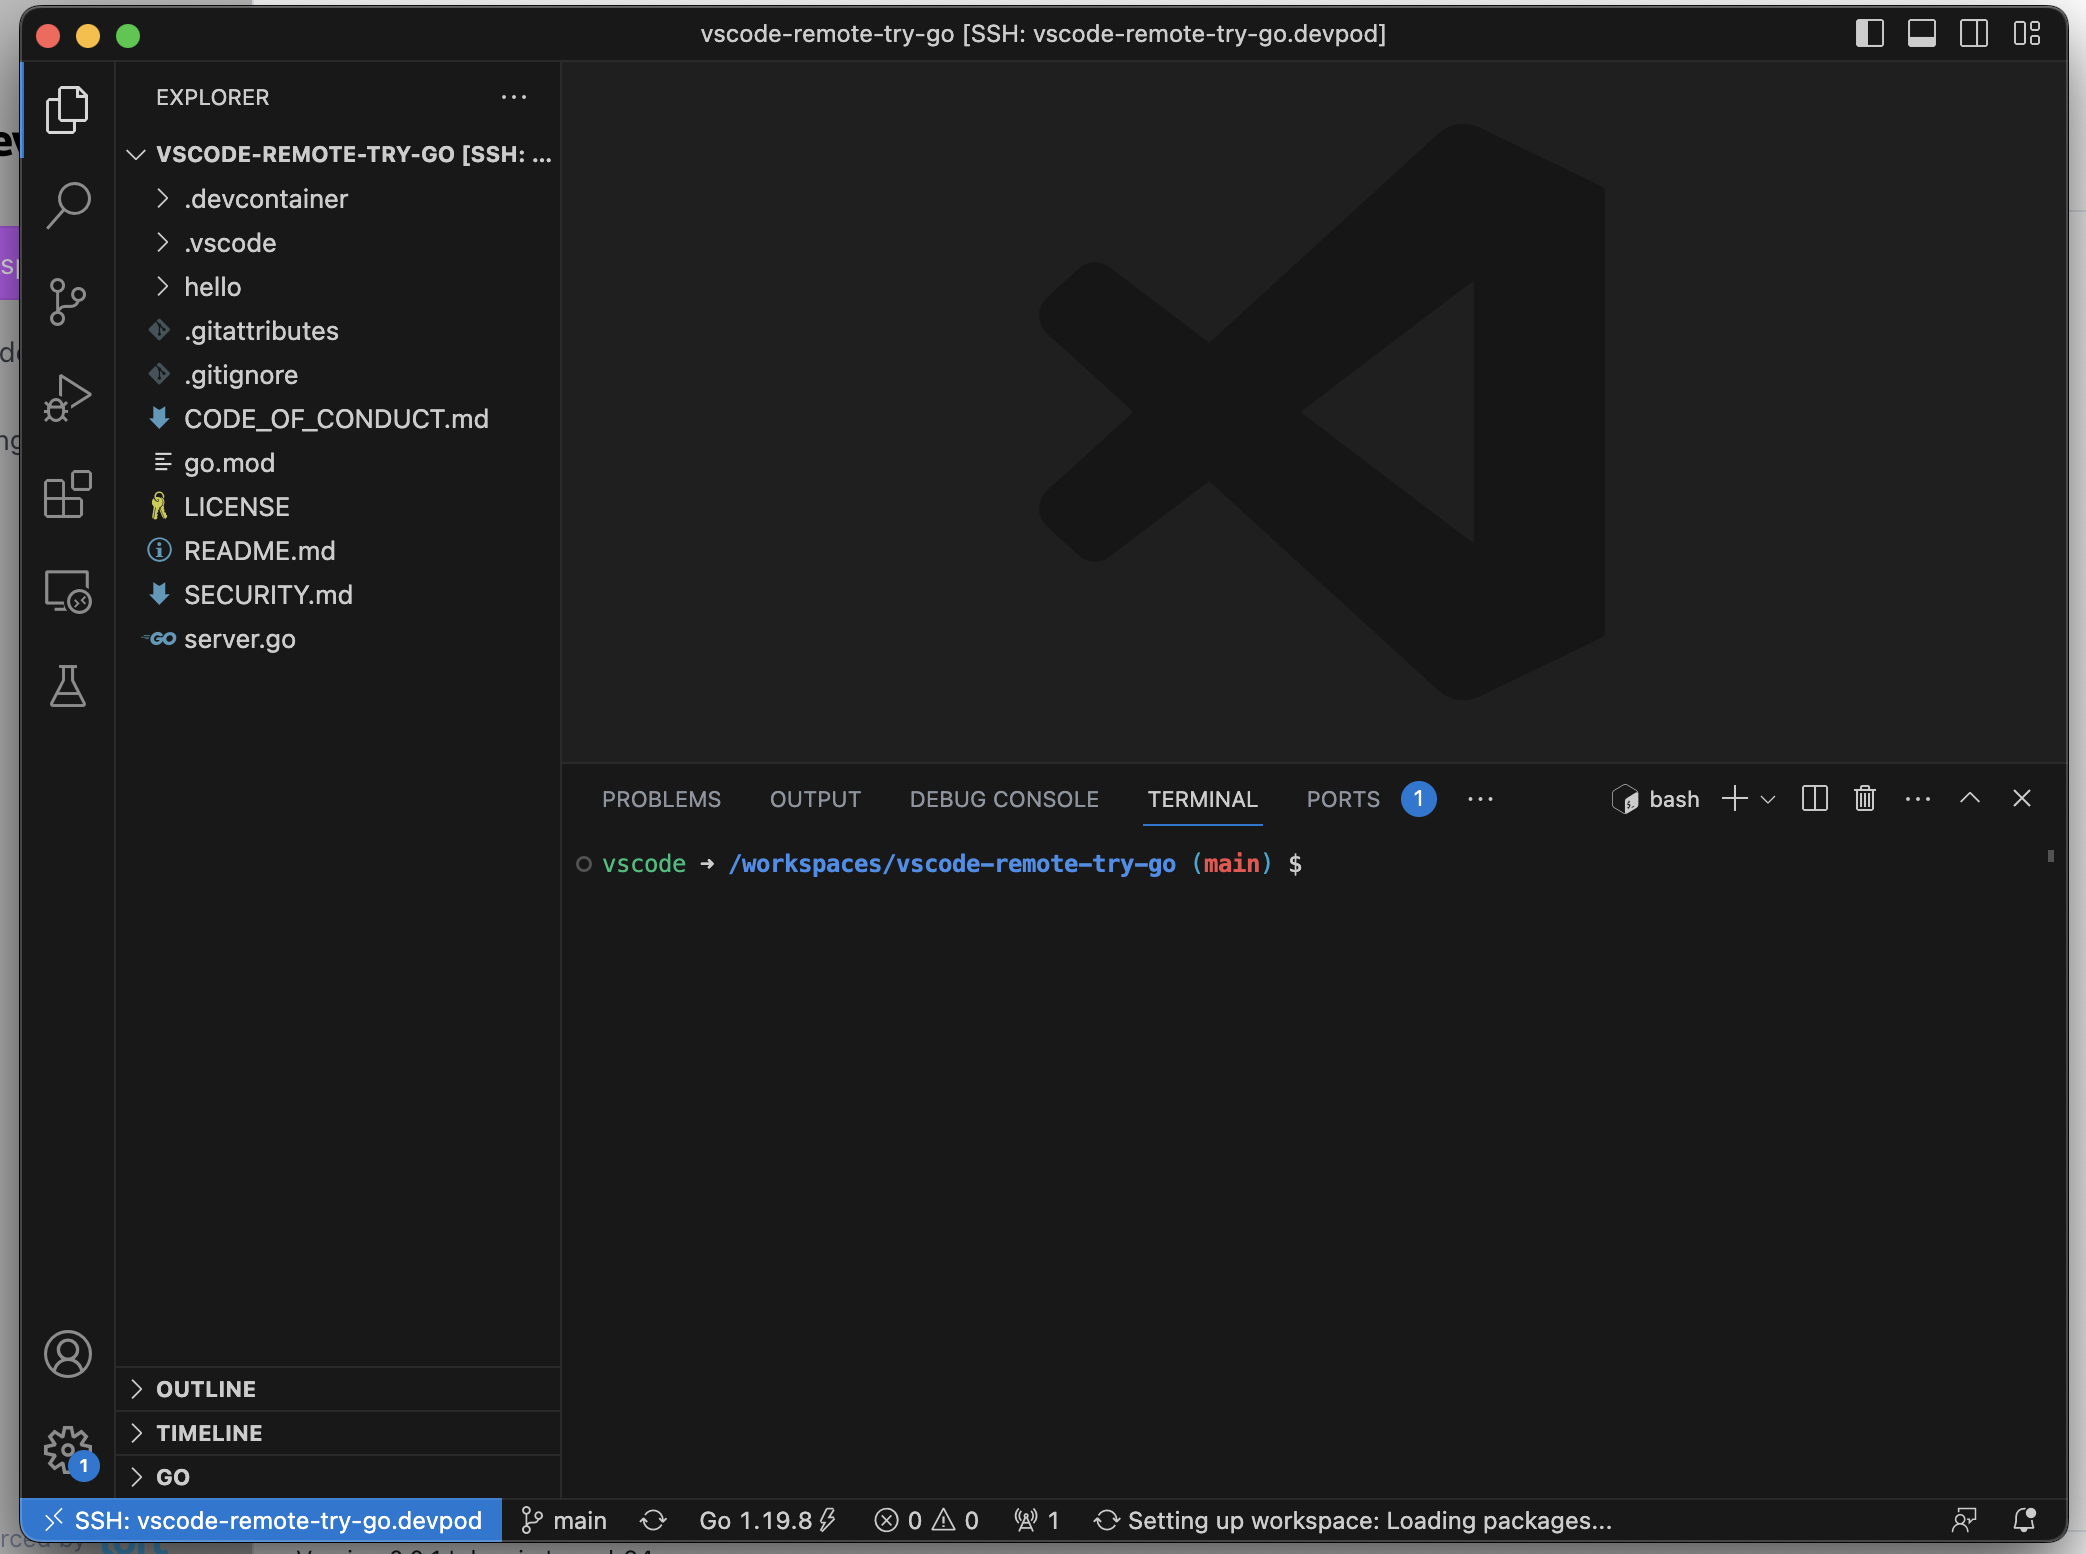 vscode-remote-try-go [SSH: vscode-remote-try-go.devpod]
EXPLORER
VSCODE-REMOTE-TRY-GO [SSH: ...
.devcontainer
.vscode
hello
.gitattributes
.gitignore
CODE_OF_CONDUCT.md
go.mod
LICENSE
README.md
SECURITY.md
GO server.go
OUTLINE
TIMELINE
GO
PROBLEMS OUTPUT DEBUG CONSOLE TERMINAL PORTS 1 ... bash
vscode ➜ /workspaces/vscode-remote-try-go (main) $
1
SSH: vscode-remote-try-go.devpod main Go 1.19.8 0 0 1 Setting up workspace: Loading packages...